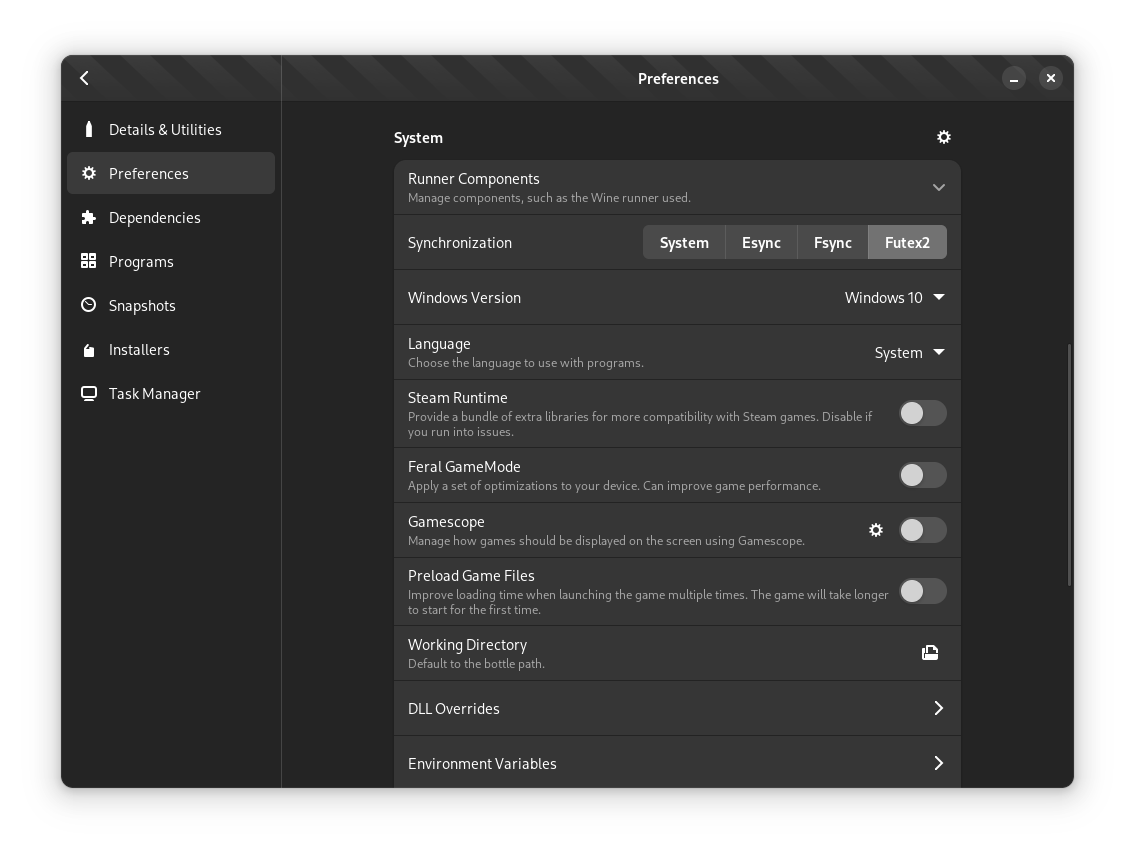 Preferences
Details & Utilities
Preferences
Dependencies
Programs
Snapshots
Installers
Task Manager
System
Runner Components
Manage components, such as the Wine runner used.
Synchronization
System
Esync
Fsync
Futex2
Windows Version
Windows 10
Language
Choose the language to use with programs.
System
Steam Runtime
Provide a bundle of extra libraries for more compatibility with Steam games. Disable if
you run into issues.
Feral GameMode
Apply a set of optimizations to your device. Can improve game performance.
Gamescope
Manage how games should be displayed on the screen using Gamescope.
Preload Game Files
Improve loading time when launching the game multiple times. The game will take longer
to start for the first time.
Working Directory
Default to the bottle path.
DLL Overrides
Environment Variables